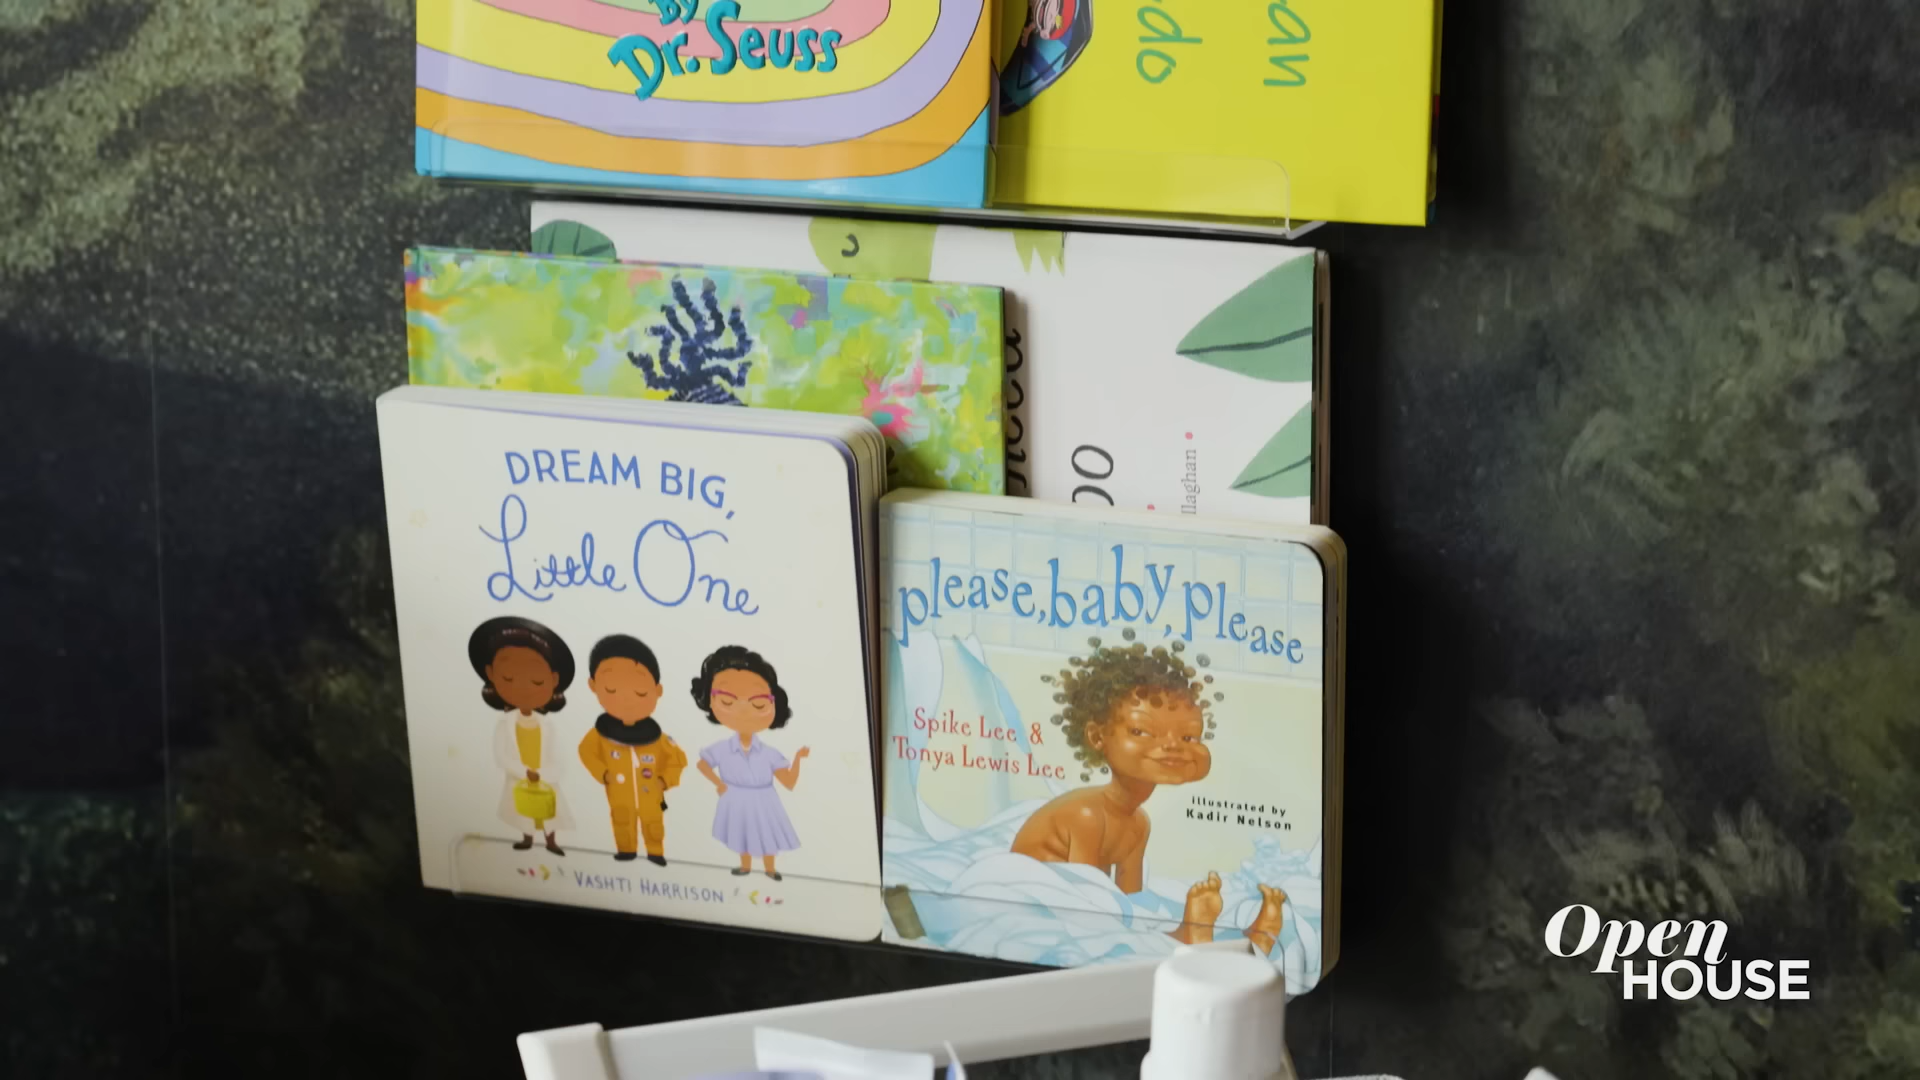 by
Dr. Seuss
DREAM BIG,
Little One
VASHTI HARRISON
please, baby, please
Spike Lee &
Tonya Lewis Lee
illustrated by
Kadir Nelson
Open
HOUSE